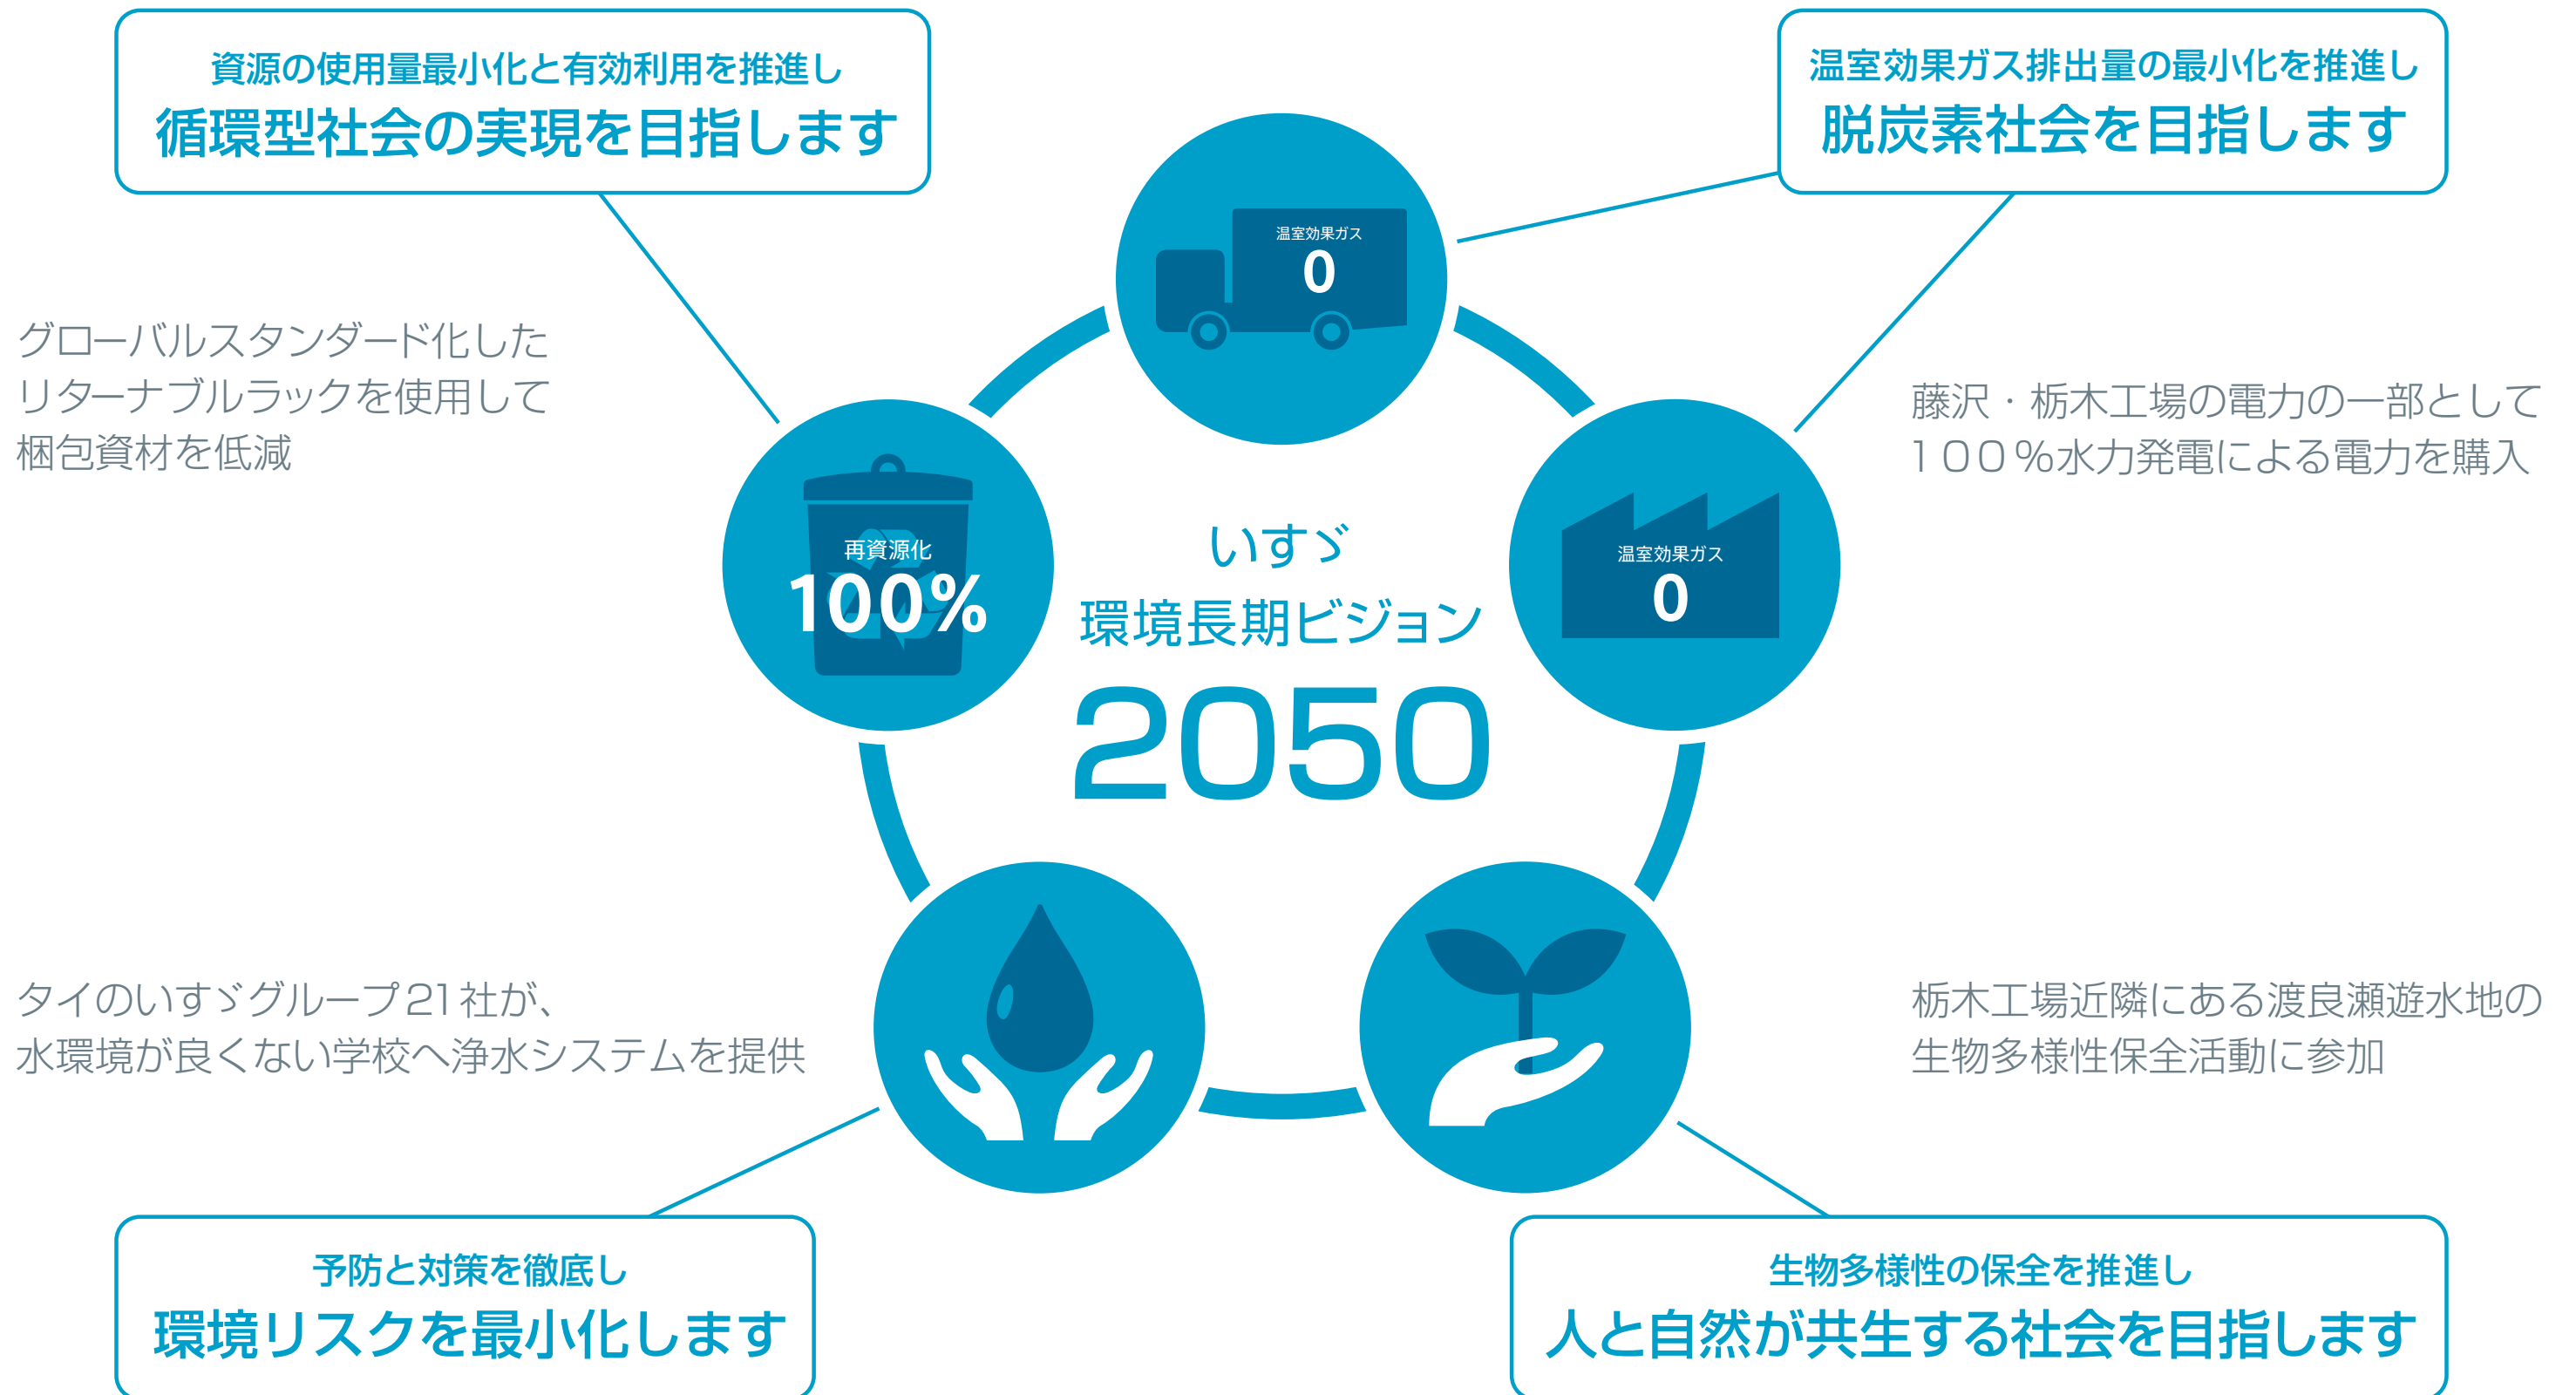 資源の使用量最小化と有効利用を推進し
循環型社会の実現を目指します
温室効果ガス排出量の最小化を推進し
脱炭素社会を目指します
温室効果ガス
0
グローバルスタンダード化した
リターナブルラックを使用して
梱包資材を低減
藤沢・栃木工場の電力の一部として
100%水力発電による電力を購入
再資源化
100%
いすゞ
環境長期ビジョン
2050
温室効果ガス
0
タイのいすゞグループ21社が、
水環境が良くない学校へ浄水システムを提供
栃木工場近隣にある渡良瀬遊水地の
生物多様性保全活動に参加
予防と対策を徹底し
環境リスクを最小化します
生物多様性の保全を推進し
人と自然が共生する社会を目指します